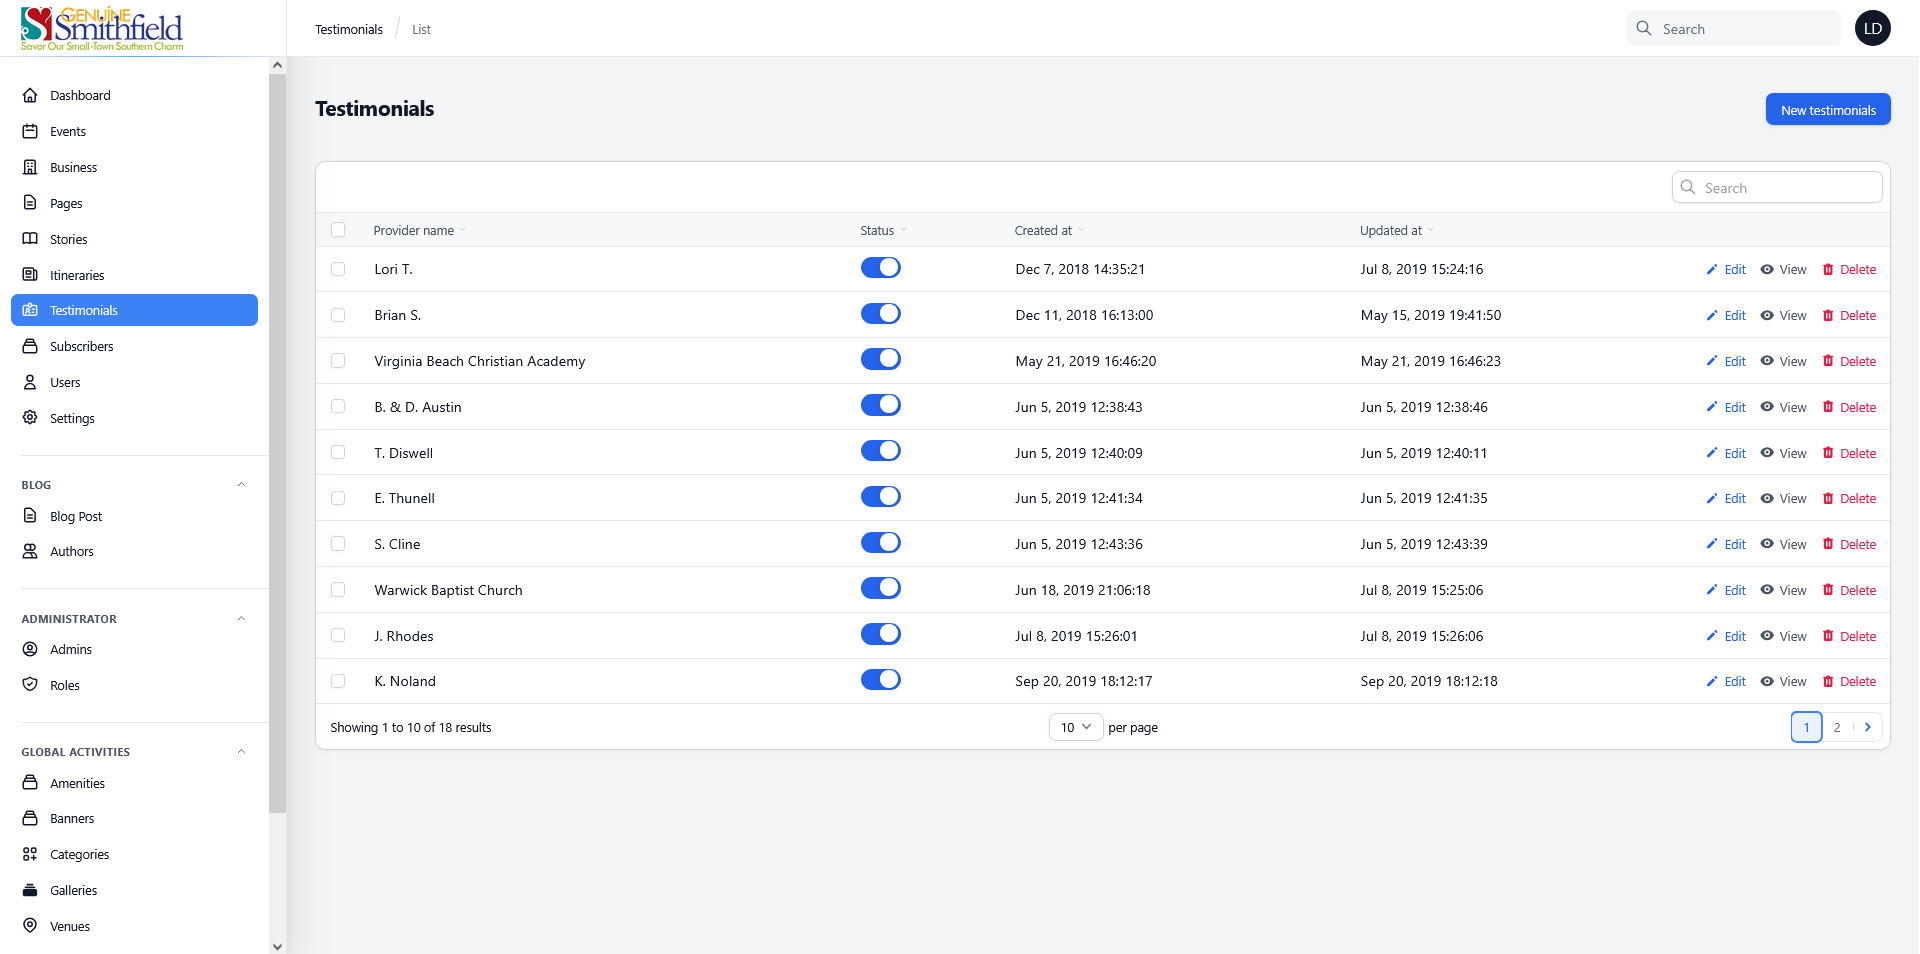 GENUINE
Smithfield
Savor Our Small-Town Southern Charm
Testimonials / List
Search
LD
Dashboard
Events
Business
Pages
Stories
Itineraries
Testimonials
Subscribers
Users
Settings
BLOG
Blog Post
Authors
ADMINISTRATOR
Admins
Roles
GLOBAL ACTIVITIES
Amenities
Banners
Categories
Galleries
Venues
Testimonials
New testimonials
Search
Provider name Status Created at Updated at
Lori T. Dec 7, 2018 14:35:21 Jul 8, 2019 15:24:16 Edit View Delete
Brian S. Dec 11, 2018 16:13:00 May 15, 2019 19:41:50 Edit View Delete
Virginia Beach Christian Academy May 21, 2019 16:46:20 May 21, 2019 16:46:23 Edit View Delete
B. & D. Austin Jun 5, 2019 12:38:43 Jun 5, 2019 12:38:46 Edit View Delete
T. Diswell Jun 5, 2019 12:40:09 Jun 5, 2019 12:40:11 Edit View Delete
E. Thunell Jun 5, 2019 12:41:34 Jun 5, 2019 12:41:35 Edit View Delete
S. Cline Jun 5, 2019 12:43:36 Jun 5, 2019 12:43:39 Edit View Delete
Warwick Baptist Church Jun 18, 2019 21:06:18 Jul 8, 2019 15:25:06 Edit View Delete
J. Rhodes Jul 8, 2019 15:26:01 Jul 8, 2019 15:26:06 Edit View Delete
K. Noland Sep 20, 2019 18:12:17 Sep 20, 2019 18:12:18 Edit View Delete
Showing 1 to 10 of 18 results 10 per page 1 2